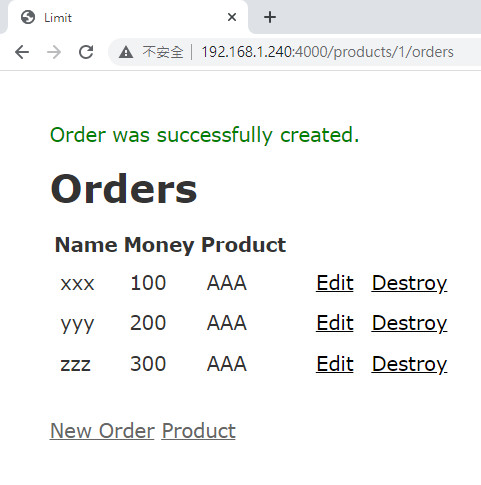 Limit
不安全 192.168.1.240:4000/products/1/orders
Order was successfully created.
Orders
Name Money Product
xxx 100 AAA Edit Destroy
yyy 200 AAA Edit Destroy
zzz 300 AAA Edit Destroy
New Order Product